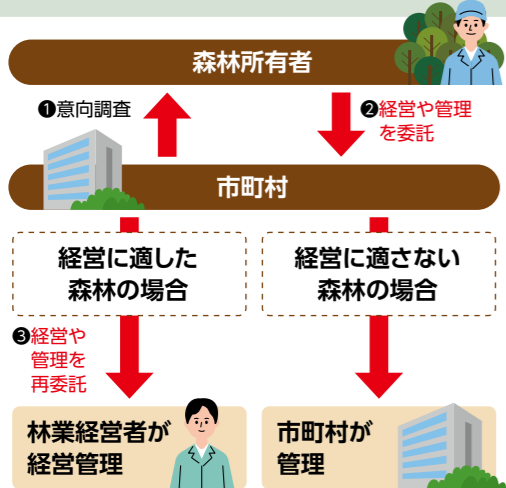 森林所有者
❶意向調査
❷経営や管理
を委託
市町村
経営に適した
森林の場合
経営に適さない
森林の場合
❸経営や
管理を
再委託
林業経営者が
経営管理
市町村が
管理